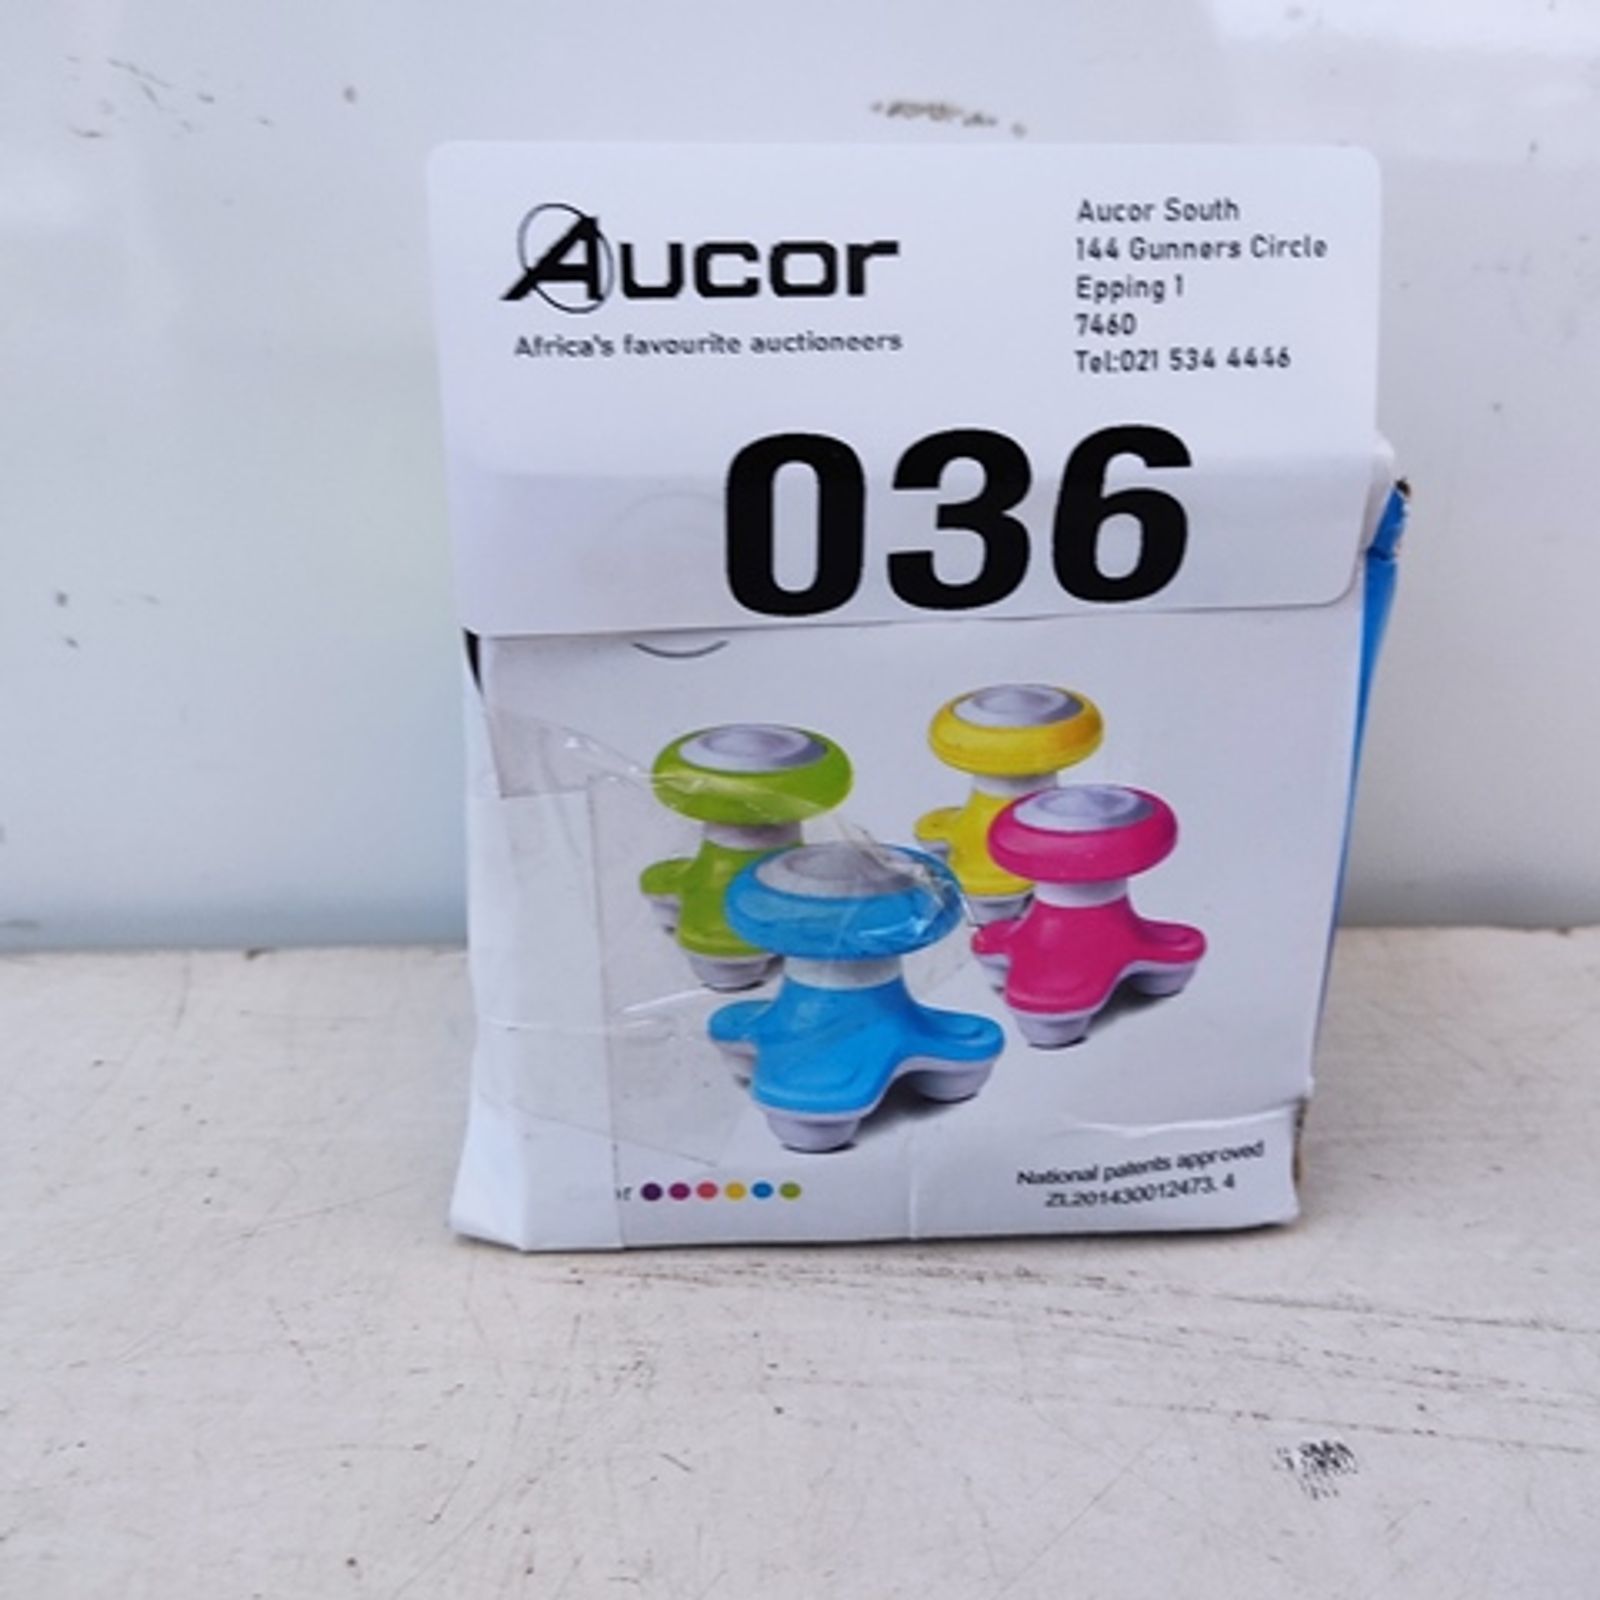 Aucor
Africa's favourite auctioneers
Aucor South
144 Gunners Circle
Epping 1
7460
Tel:021 534 4446
036
National patents approved
ZL201430012473.4